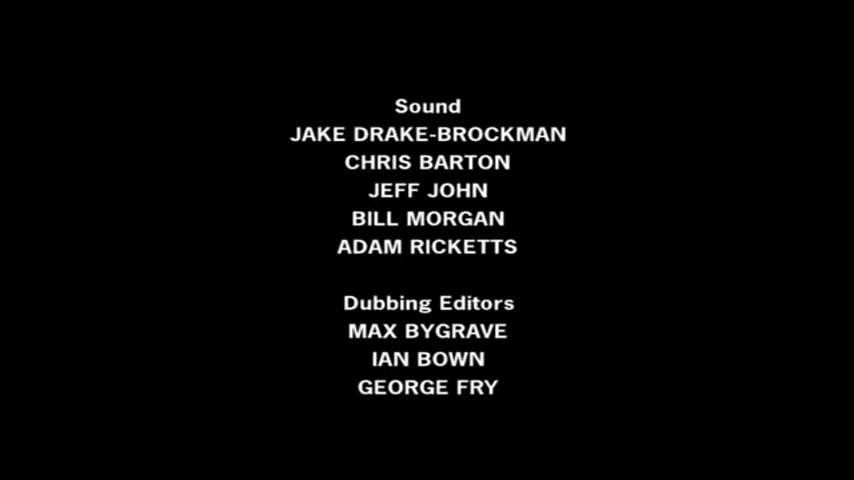 Sound
JAKE DRAKE-BROCKMAN
CHRIS BARTON
JEFF JOHN
BILL MORGAN
ADAM RICKETTS
Dubbing Editors
MAX BYGRAVE
IAN BOWN
GEORGE FRY